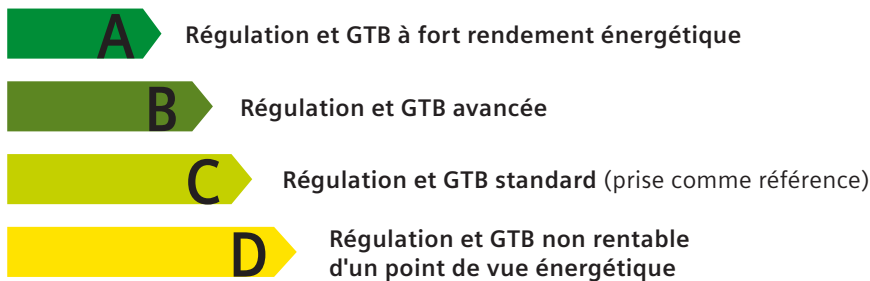 A Régulation et GTB à fort rendement énergétique
B Régulation et GTB avancée
C Régulation et GTB standard (prise comme référence)
D Régulation et GTB non rentable
d'un point de vue énergétique